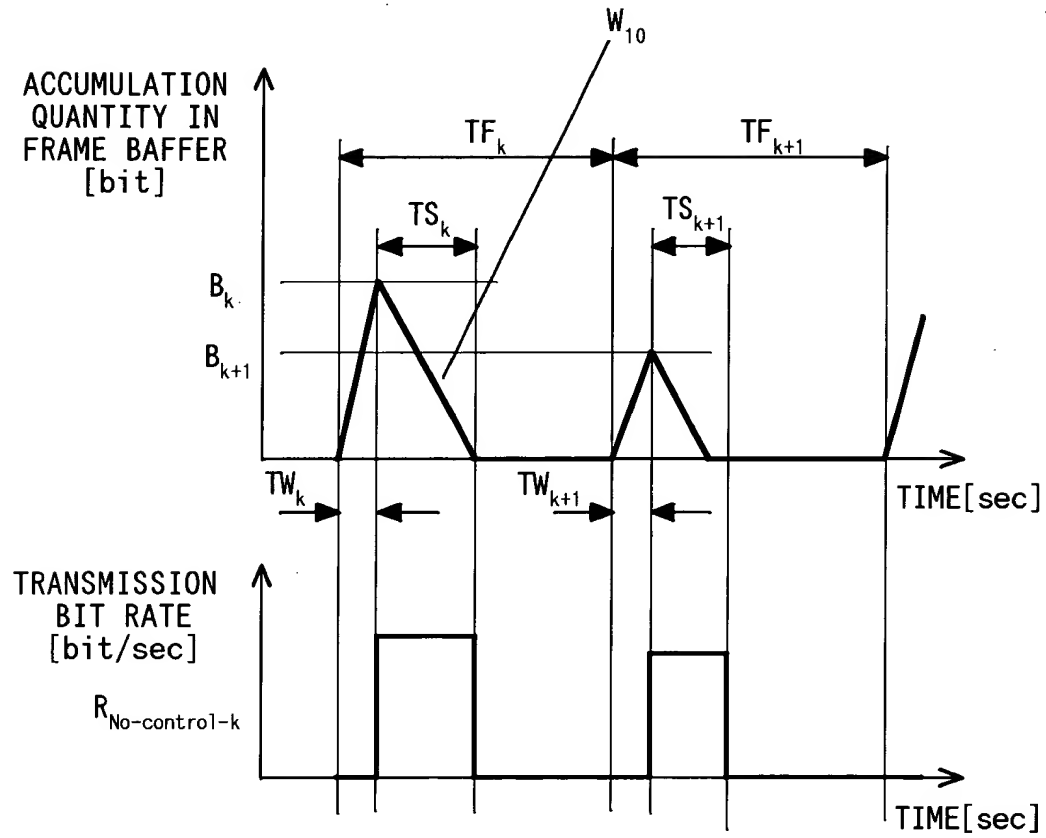 W10
ACCUMULATION
QUANTITY IN
FRAME BAFFER
[bit]
TFk
TFk+1
TSk
TSk+1
Bk
Bk+1
TWk
TWk+1
TIME[sec]
TRANSMISSION
BIT RATE
[bit/sec]
RNo-control-k
TIME[sec]